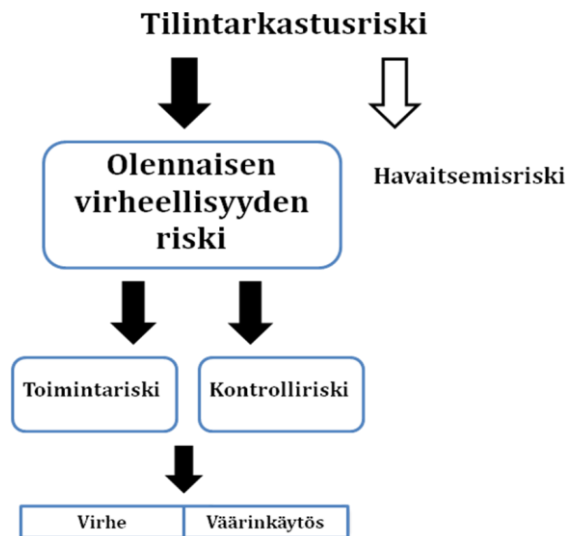 Tilintarkastusriski
Olennaisen
virheellisyyden
riski
Havaitsemisriski
Toimintariski
Kontrolliriski
Virhe
Väärinkäytös